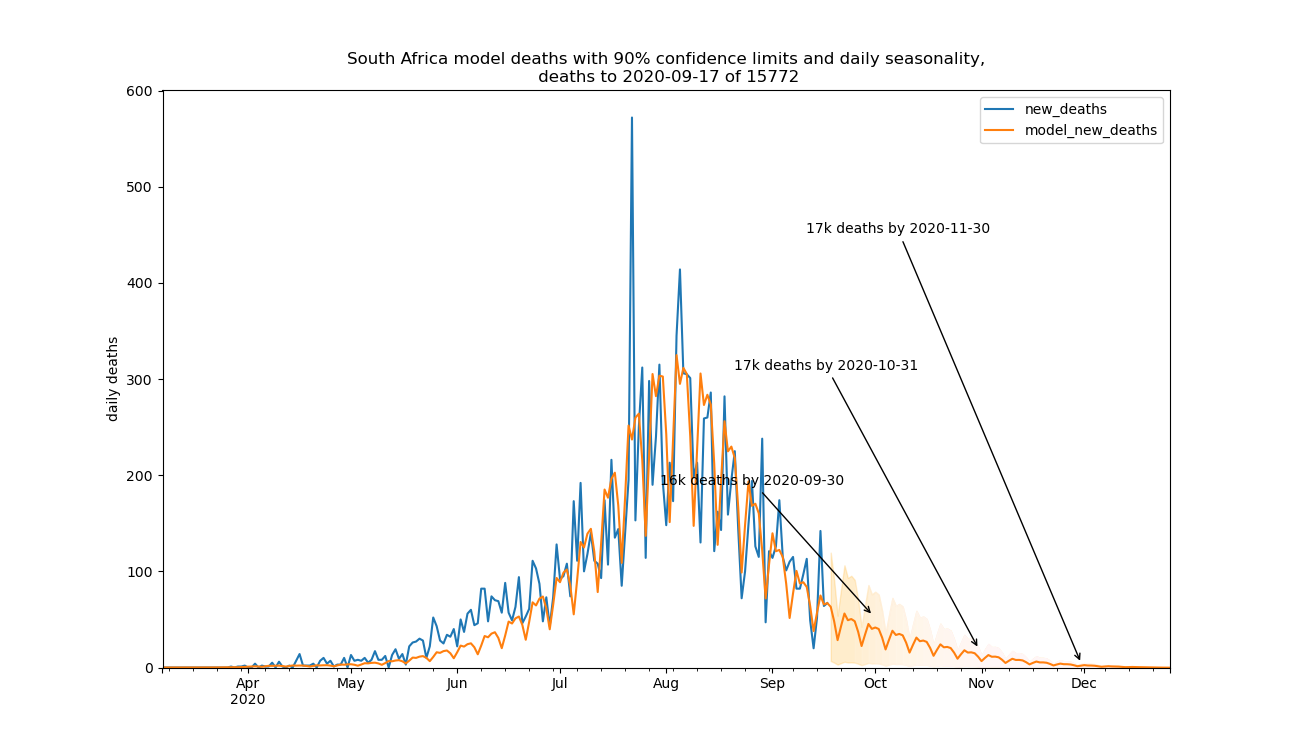 South Africa model deaths with 90% confidence limits and daily seasonality,
deaths to 2020-09-17 of 15772
600
500
400
300
200
100
0
daily deaths
new_deaths
model_new_deaths
17k deaths by 2020-11-30
17k deaths by 2020-10-31
16k deaths by 2020-09-30
Apr May Jun Jul Aug Sep Oct Nov Dec
2020